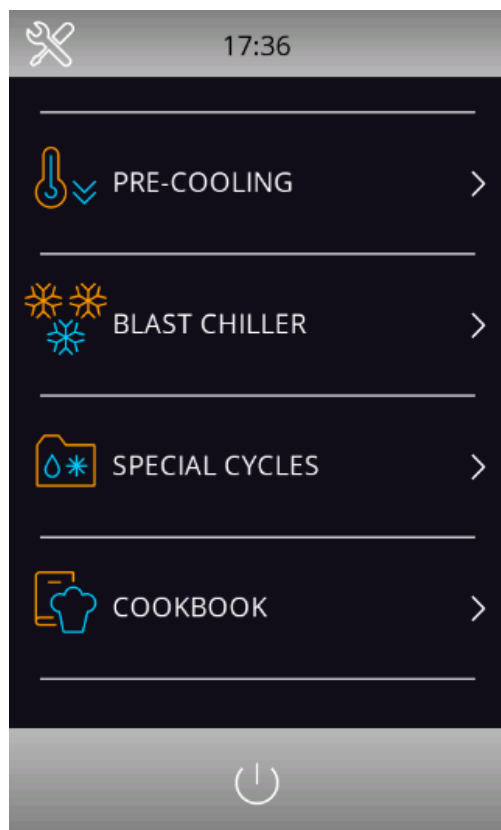 17:36
PRE-COOLING
BLAST CHILLER
SPECIAL CYCLES
COOKBOOK